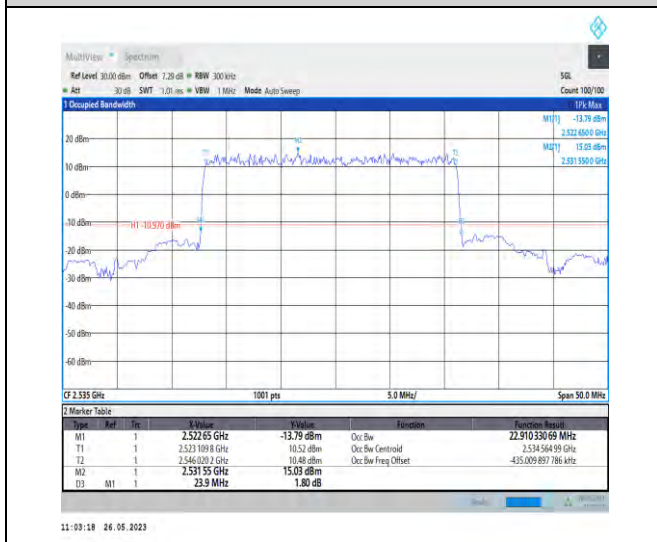 MultiView Spectrum
Ref Level 30.00 dBm Offset 7.29 dB RBW 300 kHz SGL
Att 30 dB SWT 1.01 ms VBW 1 MHz Mode Auto Sweep Count 100/100
1 Occupied Bandwidth 1Pk Max
M1[1] -13.79 dBm
2.522 650 0 GHz
M2[1] 15.03 dBm
2.531 550 0 GHz
20 dBm
10 dBm
0 dBm
-10 dBm
H1 -10.970 dBm
-20 dBm
-30 dBm
-40 dBm
-50 dBm
-60 dBm
CF 2.535 GHz 1001 pts 5.0 MHz/ Span 50.0 MHz
2 Marker Table
Type Ref Trc X-Value Y-Value Function Function Result
M1 1 2.522 65 GHz -13.79 dBm Occ Bw 22.910 330 69 MHz
T1 1 2.523 109 8 GHz 10.52 dBm Occ Bw Centroid 2.534 564 99 GHz
T2 1 2.546 020 2 GHz 10.48 dBm Occ Bw Freq Offset -435.009 897 786 kHz
M2 1 2.531 55 GHz 15.03 dBm
D3 M1 1 23.9 MHz 1.80 dB
11:03:18 26.05.2023